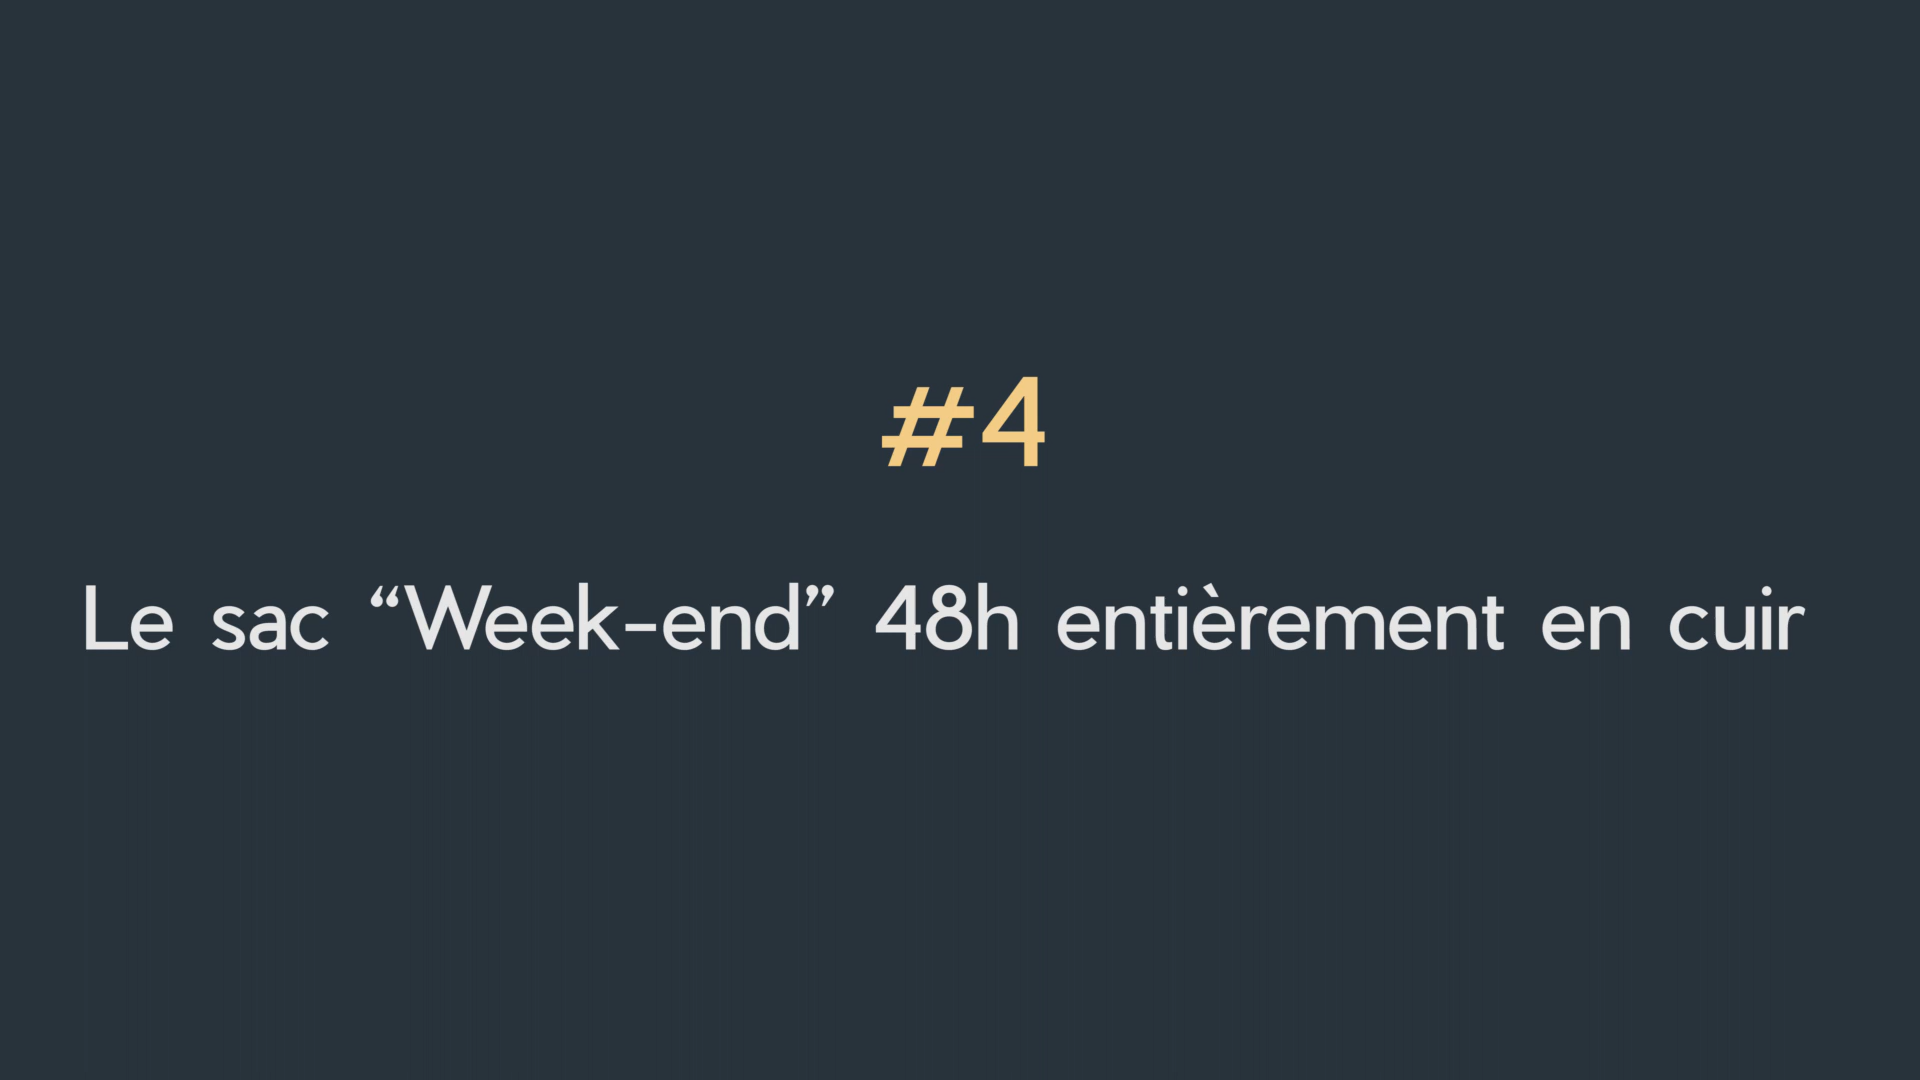 #4
Le sac “Week-end” 48h entièrement en cuir